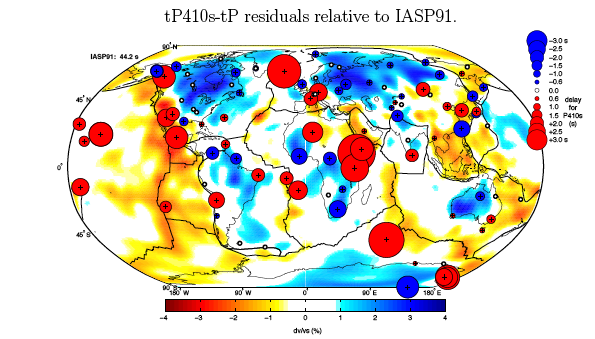 tP410s-tP residuals relative to IASP91.
IASP91: 44.2 s
90°N
45°N
0°
45°S
90°S
180°W
90°W
0°
90°E
180°E
−3.0 s
−2.5
−2.0
−1.5
−1.0
−0.6
0.0
0.6 delay
1.0 for
1.5 P410s
+2.0 (s)
+2.5
+3.0 s
−4 −3 −2 −1 0 1 2 3 4
dv/vs (%)